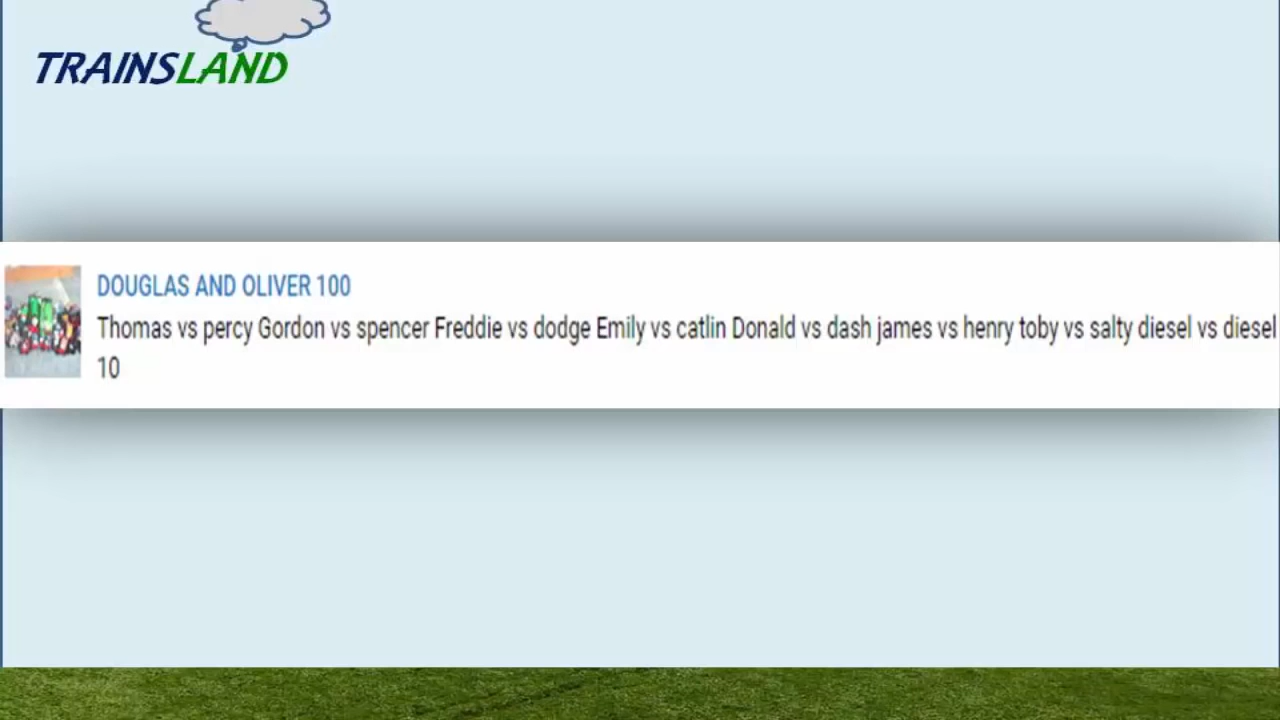 TRAINSLAND
DOUGLAS AND OLIVER 100
Thomas vs percy Gordon vs spencer Freddie vs dodge Emily vs catlin Donald vs dash james vs henry toby vs salty diesel vs diesel
10